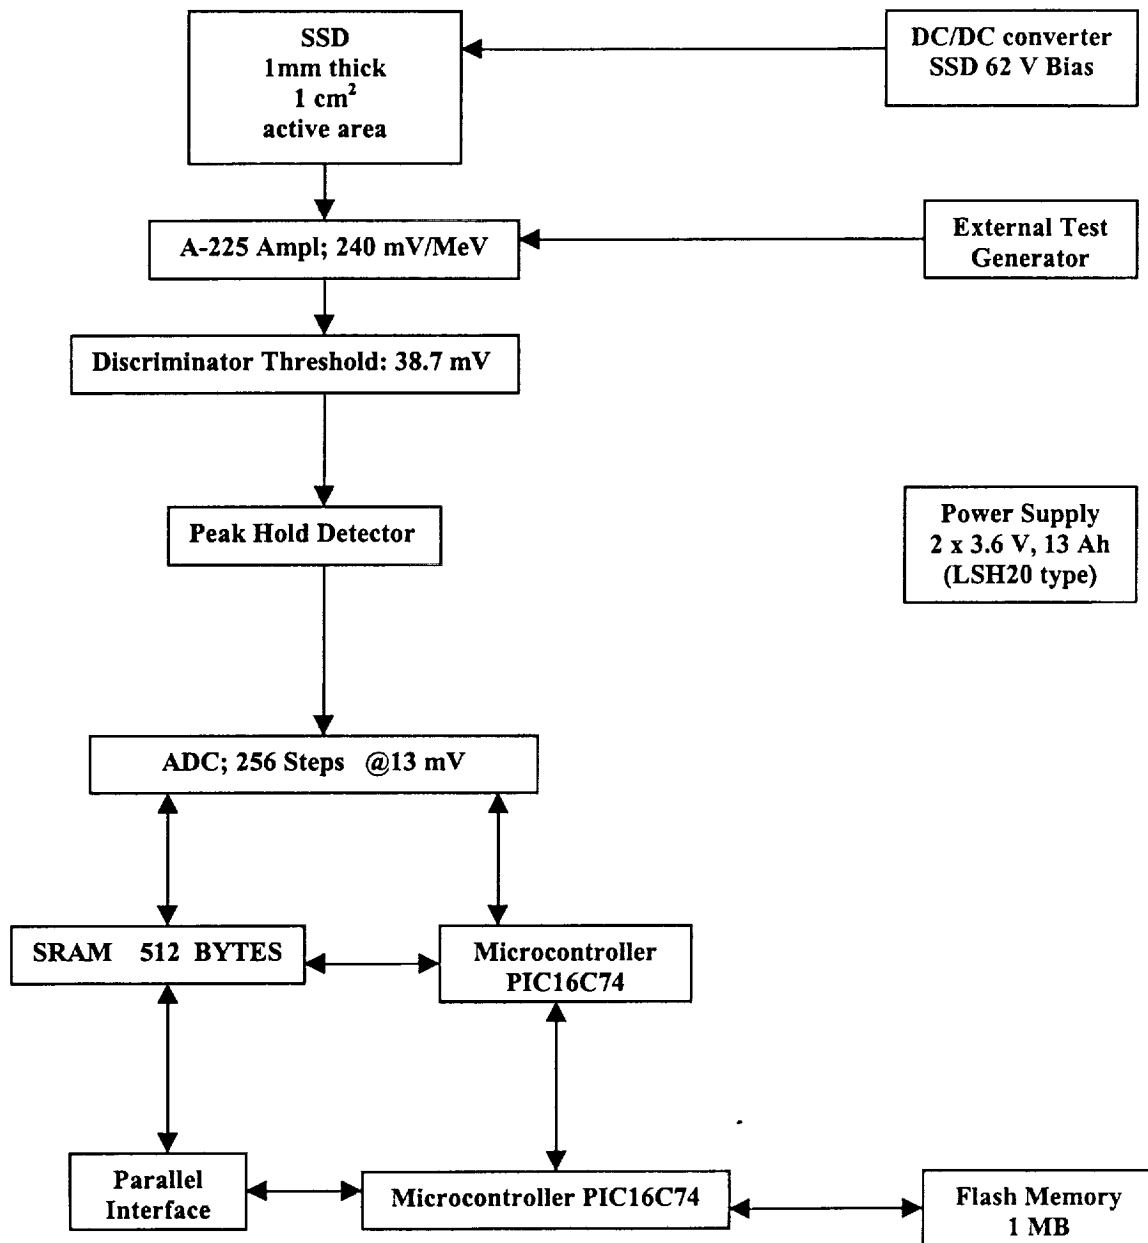 SSD
1mm thick
1 cm²
active area
DC/DC converter
SSD 62 V Bias
A-225 Ampl; 240 mV/MeV
External Test
Generator
Discriminator Threshold: 38.7 mV
Peak Hold Detector
Power Supply
2 x 3.6 V, 13 Ah
(LSH20 type)
ADC; 256 Steps @13 mV
SRAM 512 BYTES
Microcontroller
PIC16C74
Parallel
Interface
Microcontroller PIC16C74
Flash Memory
1 MB